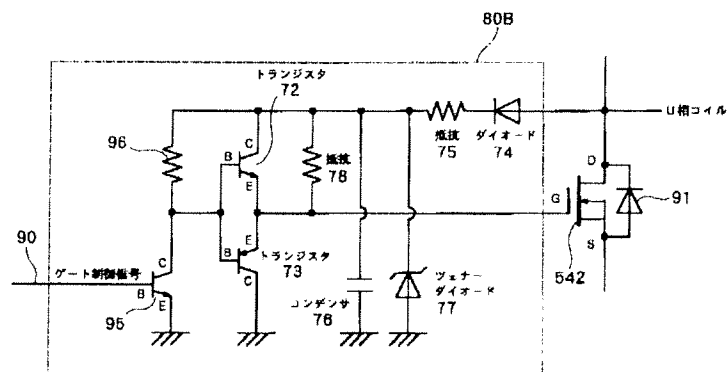 80B
トランジスタ
72
96
C
B
E
抵抗
78
抵抗
75
ダイオード
74
U相コイル
D
G
S
91
542
90
ゲート制御信号
C
B
E
95
E
B
C
トランジスタ
73
コンデンサ
76
ツェナー
ダイオード
77